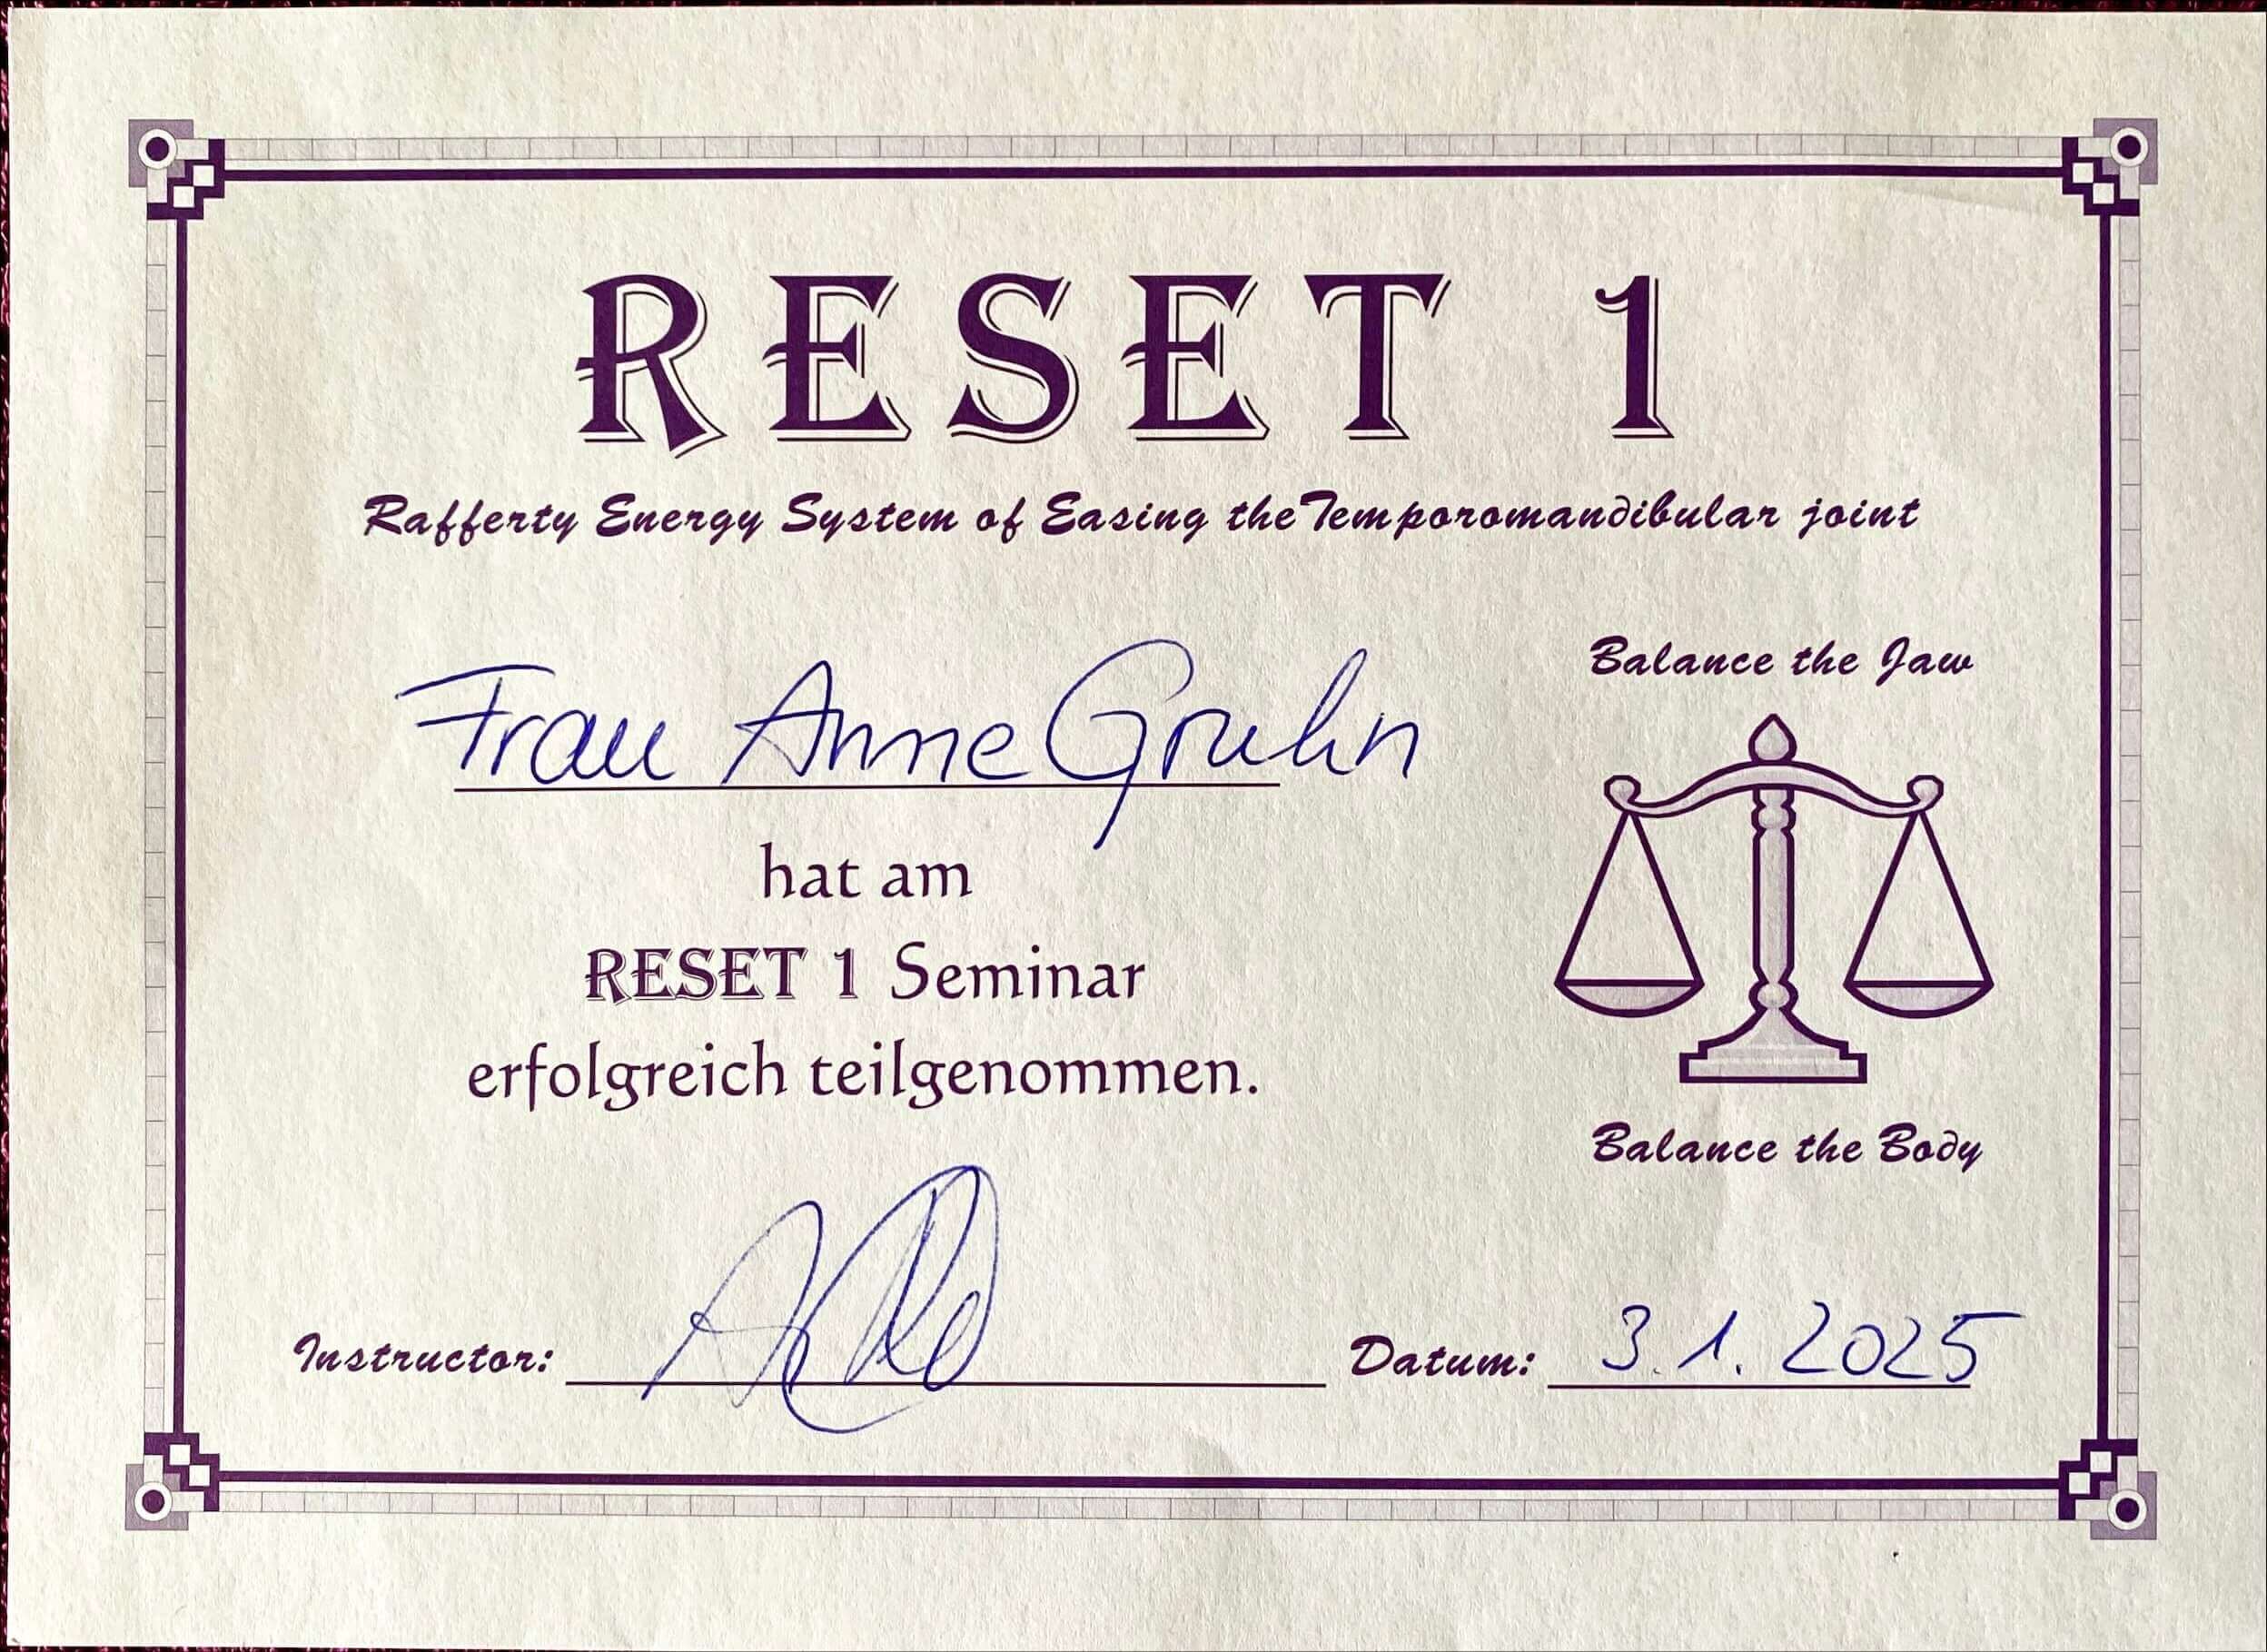 RESET 1
Rafferty Energy System of Easing the Temporomandibular joint
Frau Anne Gruhn
hat am
RESET 1 Seminar
erfolgreich teilgenommen.
Balance the Jaw
Balance the Body
Instructor:
Datum: 3.1.2025